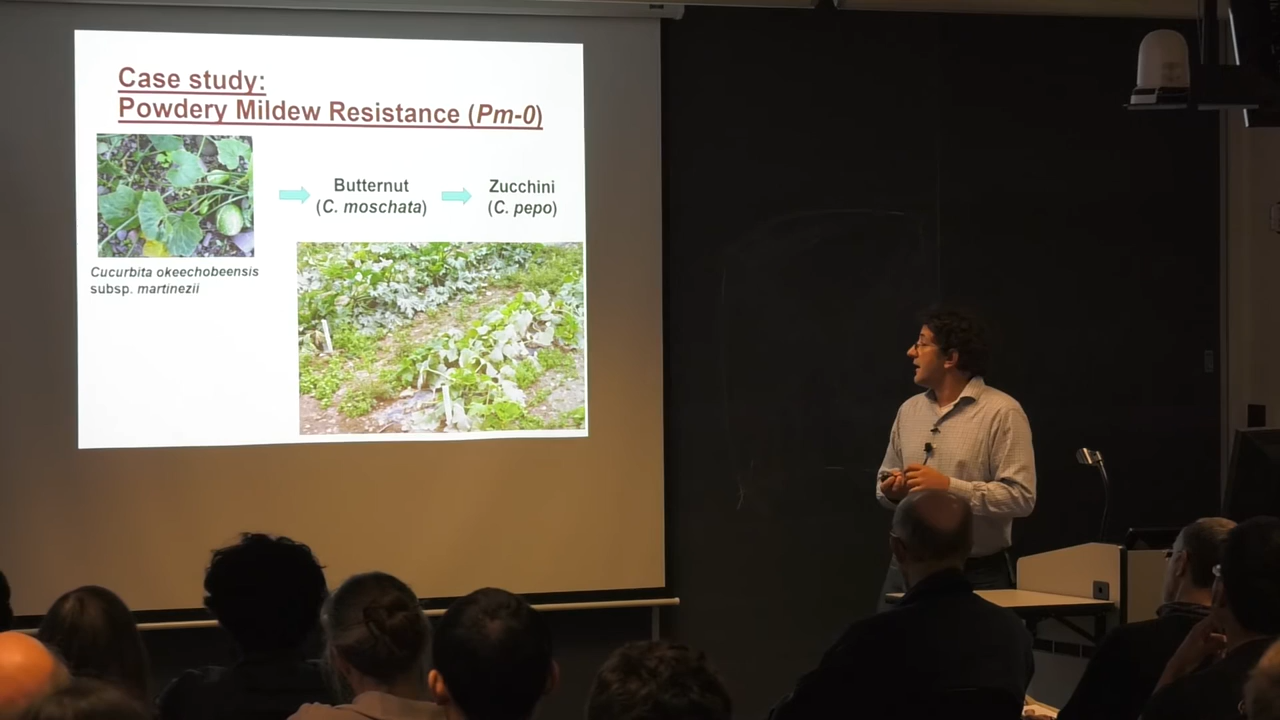 Case study:
Powdery Mildew Resistance (Pm-0)
Butternut
(C. moschata)
Zucchini
(C. pepo)
Cucurbita okeechobeensis
subsp. martinezii